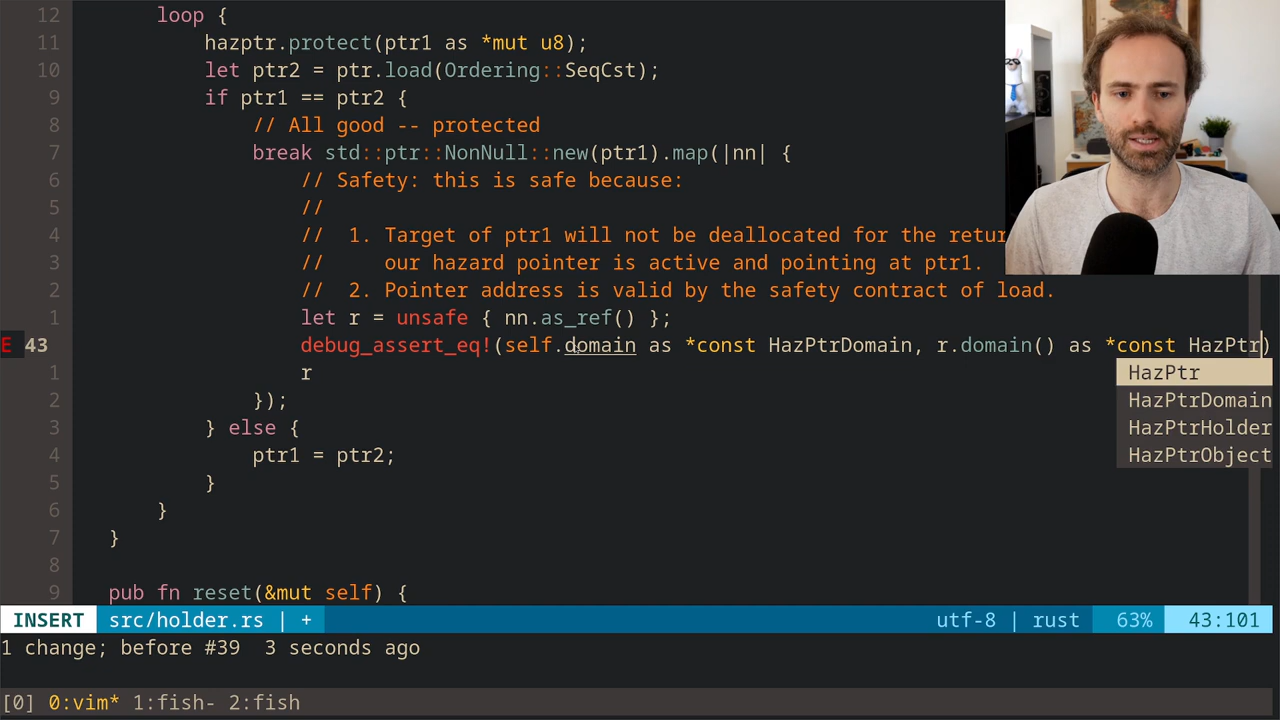 12 loop {
11 hazptr.protect(ptr1 as *mut u8);
10 let ptr2 = ptr.load(Ordering::SeqCst);
9 if ptr1 == ptr2 {
8 // All good -- protected
7 break std::ptr::NonNull::new(ptr1).map(|nn| {
6 // Safety: this is safe because:
5 //
4 // 1. Target of ptr1 will not be deallocated for the retur
3 // our hazard pointer is active and pointing at ptr1.
2 // 2. Pointer address is valid by the safety contract of load.
1 let r = unsafe { nn.as_ref() };
E 43 debug_assert_eq!(self.domain as *const HazPtrDomain, r.domain() as *const HazPtr)
1 r
HazPtr
2 });
HazPtrDomain
3 } else {
HazPtrHolder
4 ptr1 = ptr2;
HazPtrObject
5 }
6 }
7 }
8
9 pub fn reset(&mut self) {
INSERT src/holder.rs | + utf-8 | rust 63% 43:101
1 change; before #39 3 seconds ago
[0] 0:vim* 1:fish- 2:fish